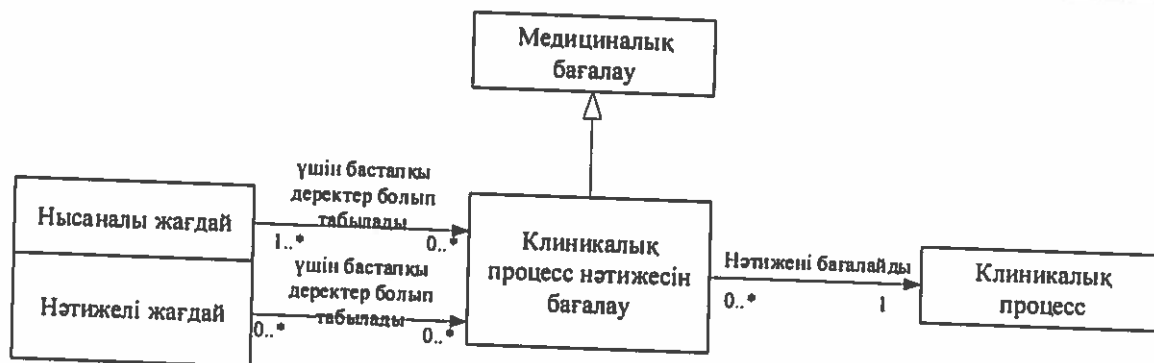 Медициналық
бағалау
үшін бастапқы
деректер болып
табылады
Нысаналы жағдай
1..*
0..*
Клиникалық
процесс нәтижесін
бағалау
Нәтижені бағалайды
0..*
1
Клиникалық
процесс
үшін бастапқы
деректер болып
табылады
Нәтижелі жағдай
0..*
0..*